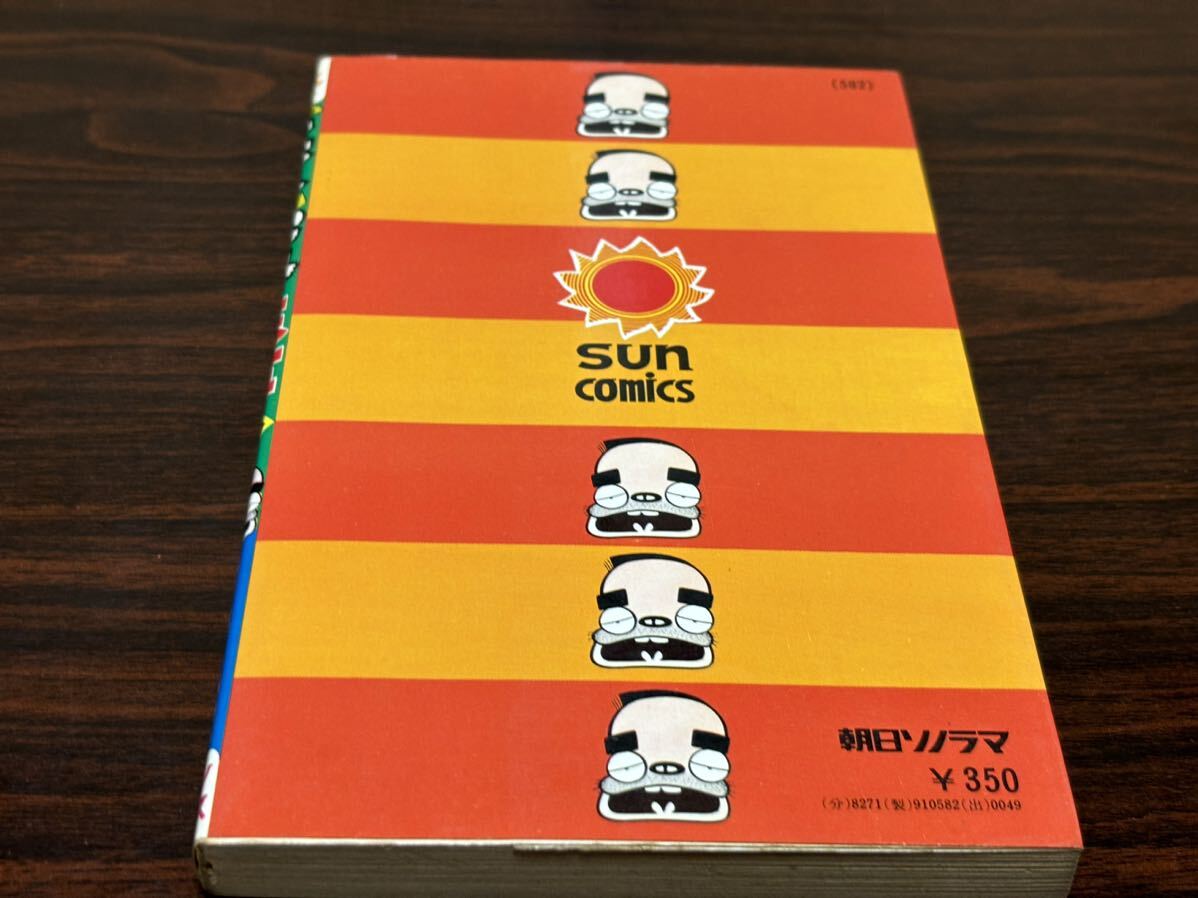 (582)
sun
comics
朝日ソノラマ
¥350
(分)8271(製)910582(出)0049